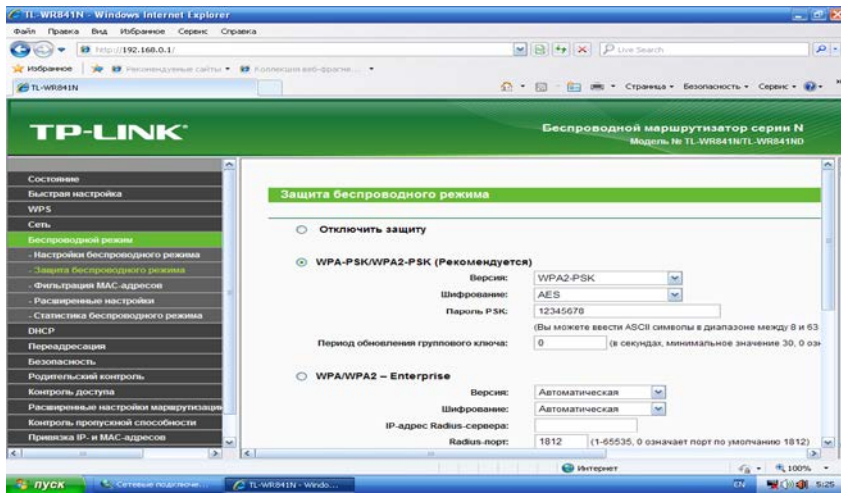 TL-WR841N - Windows Internet Explorer
Файл Правка Вид Избранное Сервис Справка
http://192.168.0.1/
Live Search
Избранное Рекомендуемые сайты Коллекция веб-фрагме...
TL-WR841N
Страница Безопасность Сервис
TP-LINK
Беспроводной маршрутизатор серии N
Модель № TL-WR841N/TL-WR841ND
Состояние
Быстрая настройка
WPS
Сеть
Беспроводной режим
- Настройки беспроводного режима
- Защита беспроводного режима
- Фильтрация MAC-адресов
- Расширенные настройки
- Статистика беспроводного режима
DHCP
Переадресация
Безопасность
Родительский контроль
Контроль доступа
Расширенные настройки маршрутизации
Контроль пропускной способности
Привязка IP- и MAC-адресов
Защита беспроводного режима
Отключить защиту
WPA-PSK/WPA2-PSK (Рекомендуется)
Версия: WPA2-PSK
Шифрование: AES
Пароль PSK: 12345678
(Вы можете ввести ASCII символы в диапазоне между 8 и 63
Период обновления группового ключа: 0 (в секундах, минимальное значение 30, 0 озн
WPA/WPA2 – Enterprise
Версия: Автоматическая
Шифрование: Автоматическая
IP-адрес Radius-сервера:
Radius-порт: 1812 (1-65535, 0 означает порт по умолчанию 1812)
Интернет 100%
пуск Сетевые подключе... TL-WR841N - Windo... EN 5:25